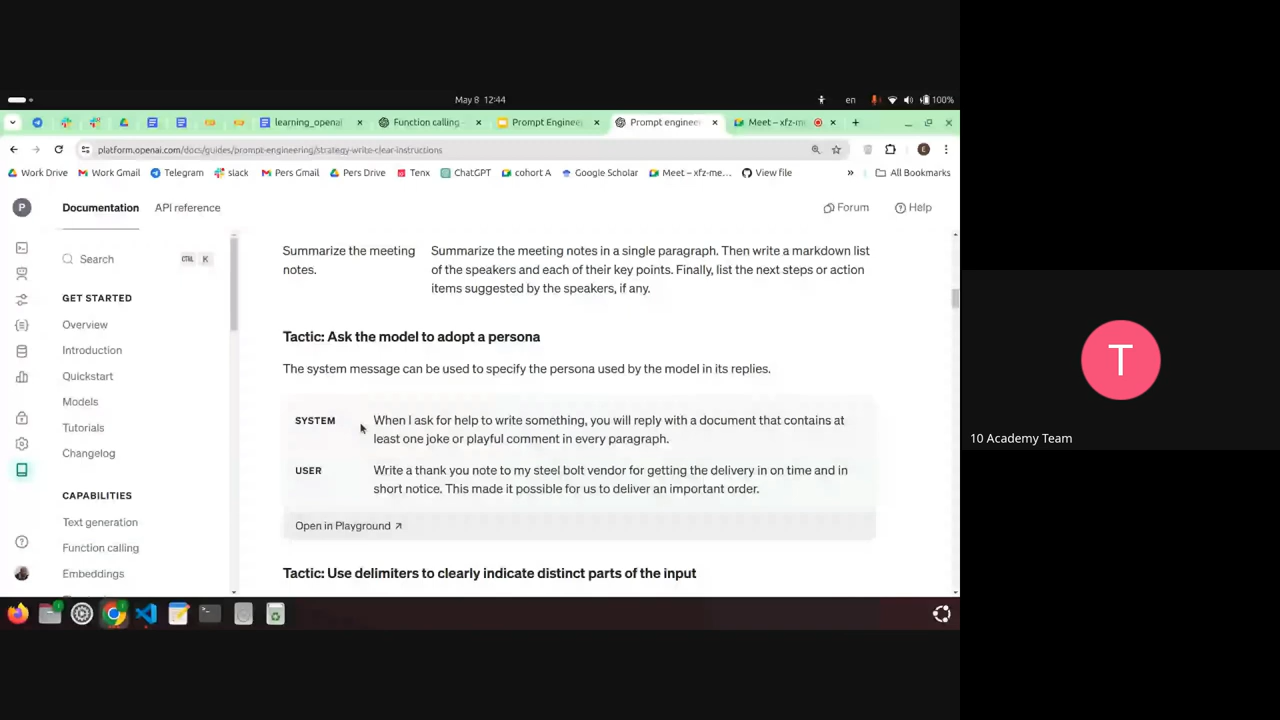 May 8 12:44
en
100%
learning_openai
Function calling
Prompt Enginee
Prompt enginee
Meet – xfz-m
platform.openai.com/docs/guides/prompt-engineering/strategy-write-clear-instructions
E
Work Drive
Work Gmail
Telegram
slack
Pers Gmail
Pers Drive
Tenx
ChatGPT
cohort A
Google Scholar
Meet – xfz-me...
View file
»
All Bookmarks
P
Documentation
API reference
Forum
Help
Search
CTRL K
GET STARTED
Overview
Introduction
Quickstart
Models
Tutorials
Changelog
CAPABILITIES
Text generation
Function calling
Embeddings
Summarize the meeting
notes.
Summarize the meeting notes in a single paragraph. Then write a markdown list
of the speakers and each of their key points. Finally, list the next steps or action
items suggested by the speakers, if any.
Tactic: Ask the model to adopt a persona
The system message can be used to specify the persona used by the model in its replies.
SYSTEM
When I ask for help to write something, you will reply with a document that contains at
least one joke or playful comment in every paragraph.
USER
Write a thank you note to my steel bolt vendor for getting the delivery in on time and in
short notice. This made it possible for us to deliver an important order.
Open in Playground ↗
Tactic: Use delimiters to clearly indicate distinct parts of the input
T
10 Academy Team